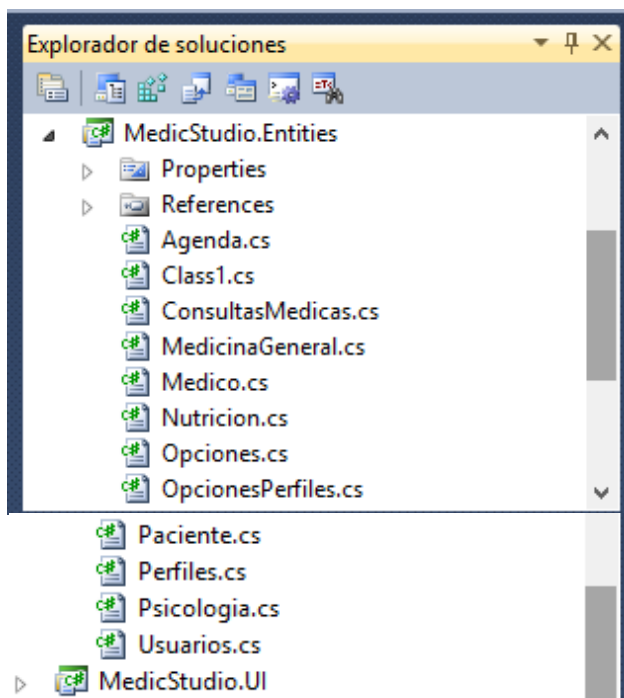 Explorador de soluciones
MedicStudio.Entities
Properties
References
Agenda.cs
Class1.cs
ConsultasMedicas.cs
MedicinaGeneral.cs
Medico.cs
Nutricion.cs
Opciones.cs
OpcionesPerfiles.cs
Paciente.cs
Perfiles.cs
Psicologia.cs
Usuarios.cs
MedicStudio.UI